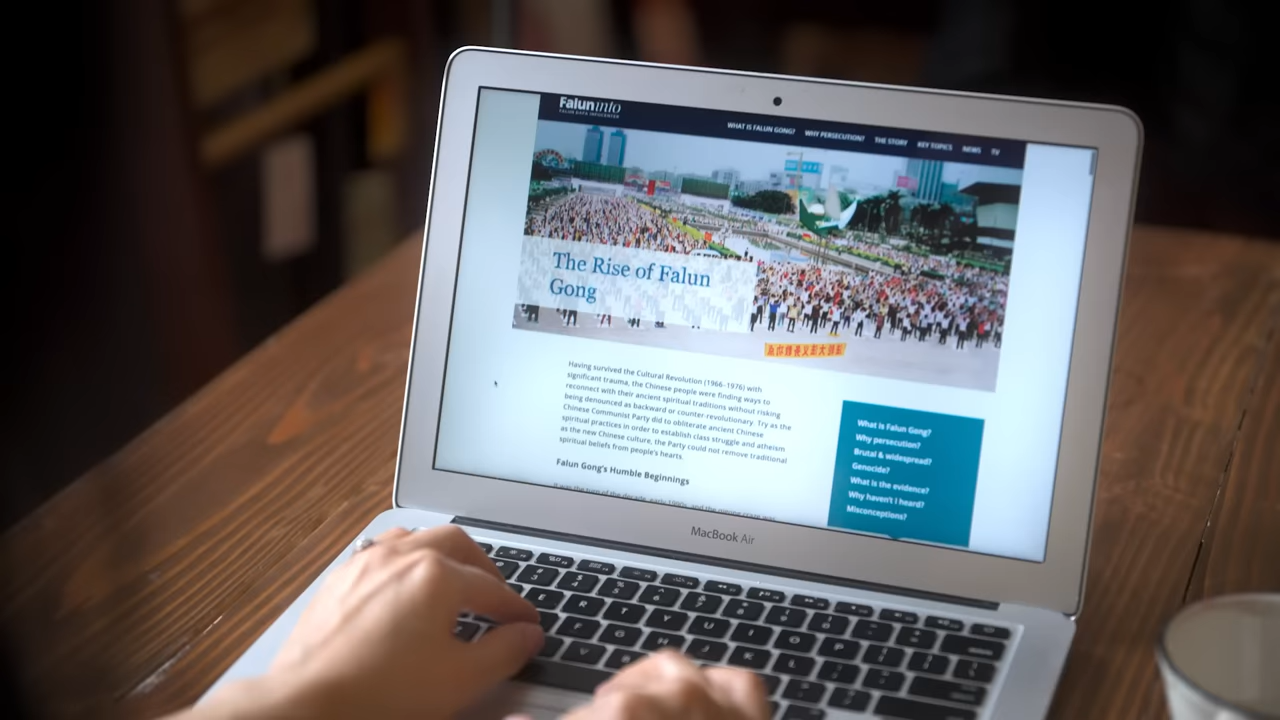 Faluninfo
FALUN DAFA INFOCENTER
WHAT IS FALUN GONG? WHY PERSECUTION? THE STORY KEY TOPICS NEWS TV
The Rise of Falun
Gong
Having survived the Cultural Revolution (1966-1976) with
significant trauma, the Chinese people were finding ways to
reconnect with their ancient spiritual traditions without risking
being denounced as backward or counter-revolutionary. Try as the
Chinese Communist Party did to obliterate ancient Chinese
spiritual practices in order to establish class struggle and atheism
as the new Chinese culture, the Party could not remove traditional
spiritual beliefs from people's hearts.
Falun Gong's Humble Beginnings
What is Falun Gong?
Why persecution?
Brutal & widespread?
Genocide?
What is the evidence?
Why haven't I heard?
Misconceptions?
MacBook Air
3 4 5
E R T Y U I O P
F G H J K L
V B